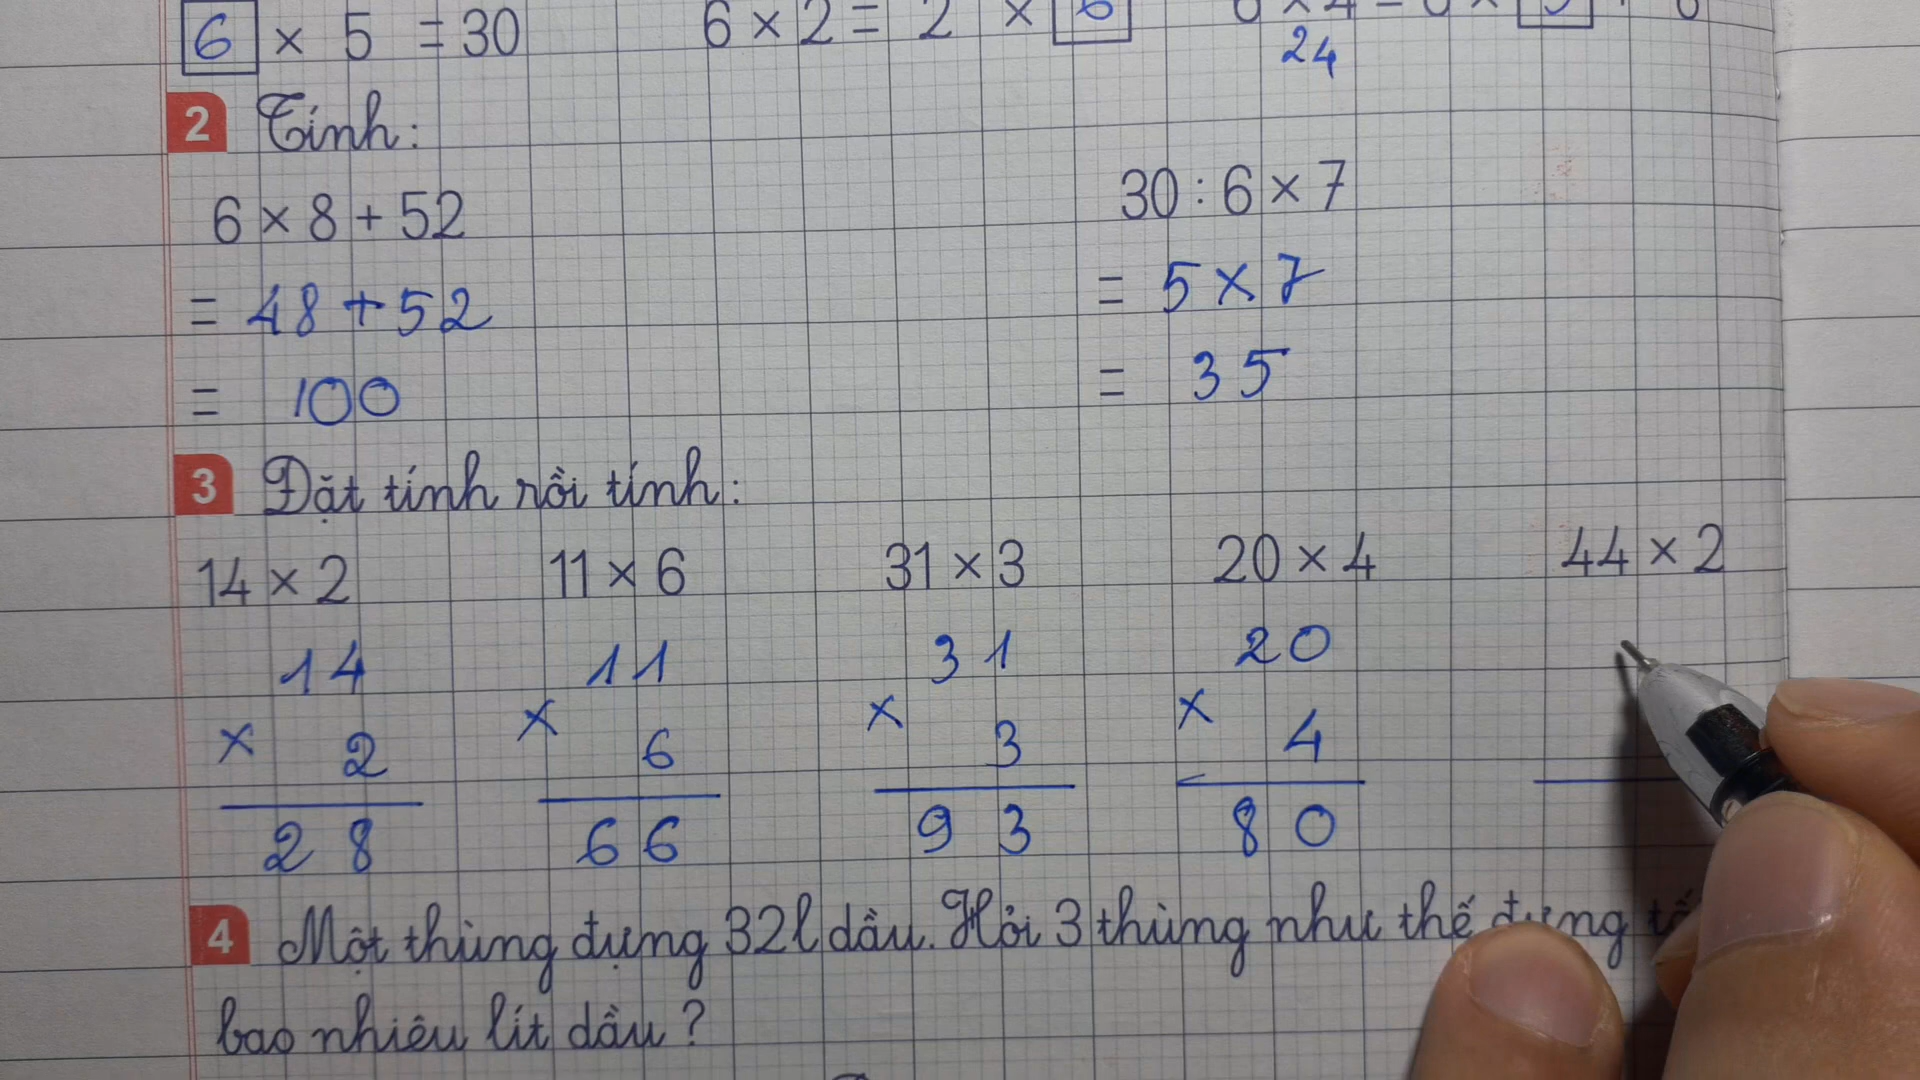 6 × 5 = 30 6 × 2 = 2 × 6
24
2 Tính:
6 × 8 + 52 30 : 6 × 7
= 48 + 52 = 5 × 7
= 100 = 35
3 Đặt tính rồi tính:
14 × 2 11 × 6 31 × 3 20 × 4 44 × 2
14 11 31 20
× 2 × 6 × 3 × 4
28 66 93 80
4 Một thùng đựng 32l dầu. Hỏi 3 thùng như thế đựng
bao nhiêu lít dầu?